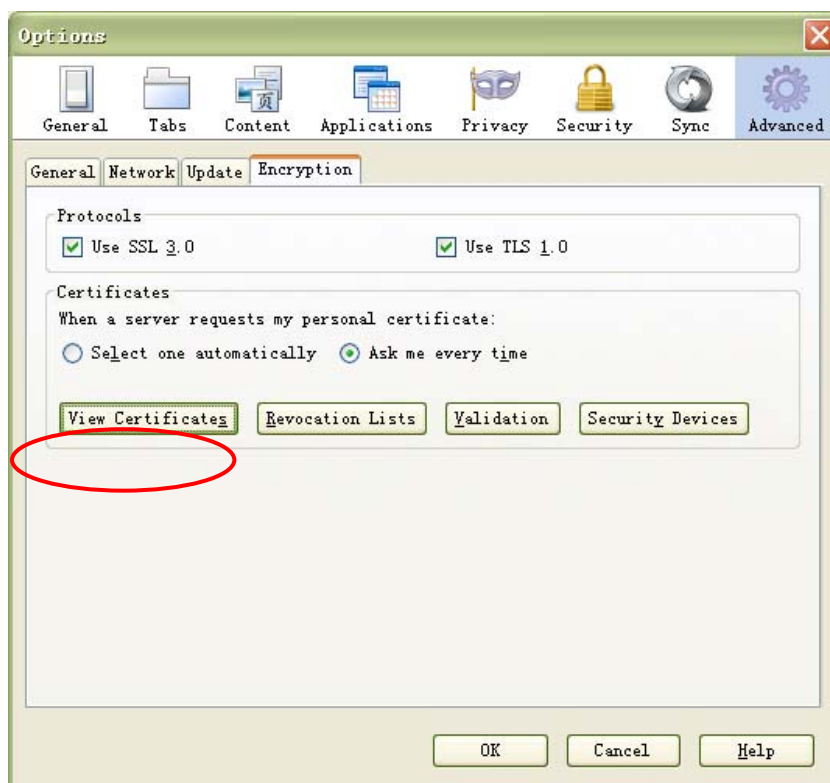 Options
General Tabs Content Applications Privacy Security Sync Advanced
页
General Network Update Encryption
Protocols
Use SSL 3.0 Use TLS 1.0
Certificates
When a server requests my personal certificate:
Select one automatically Ask me every time
View Certificates Revocation Lists Validation Security Devices
OK Cancel Help